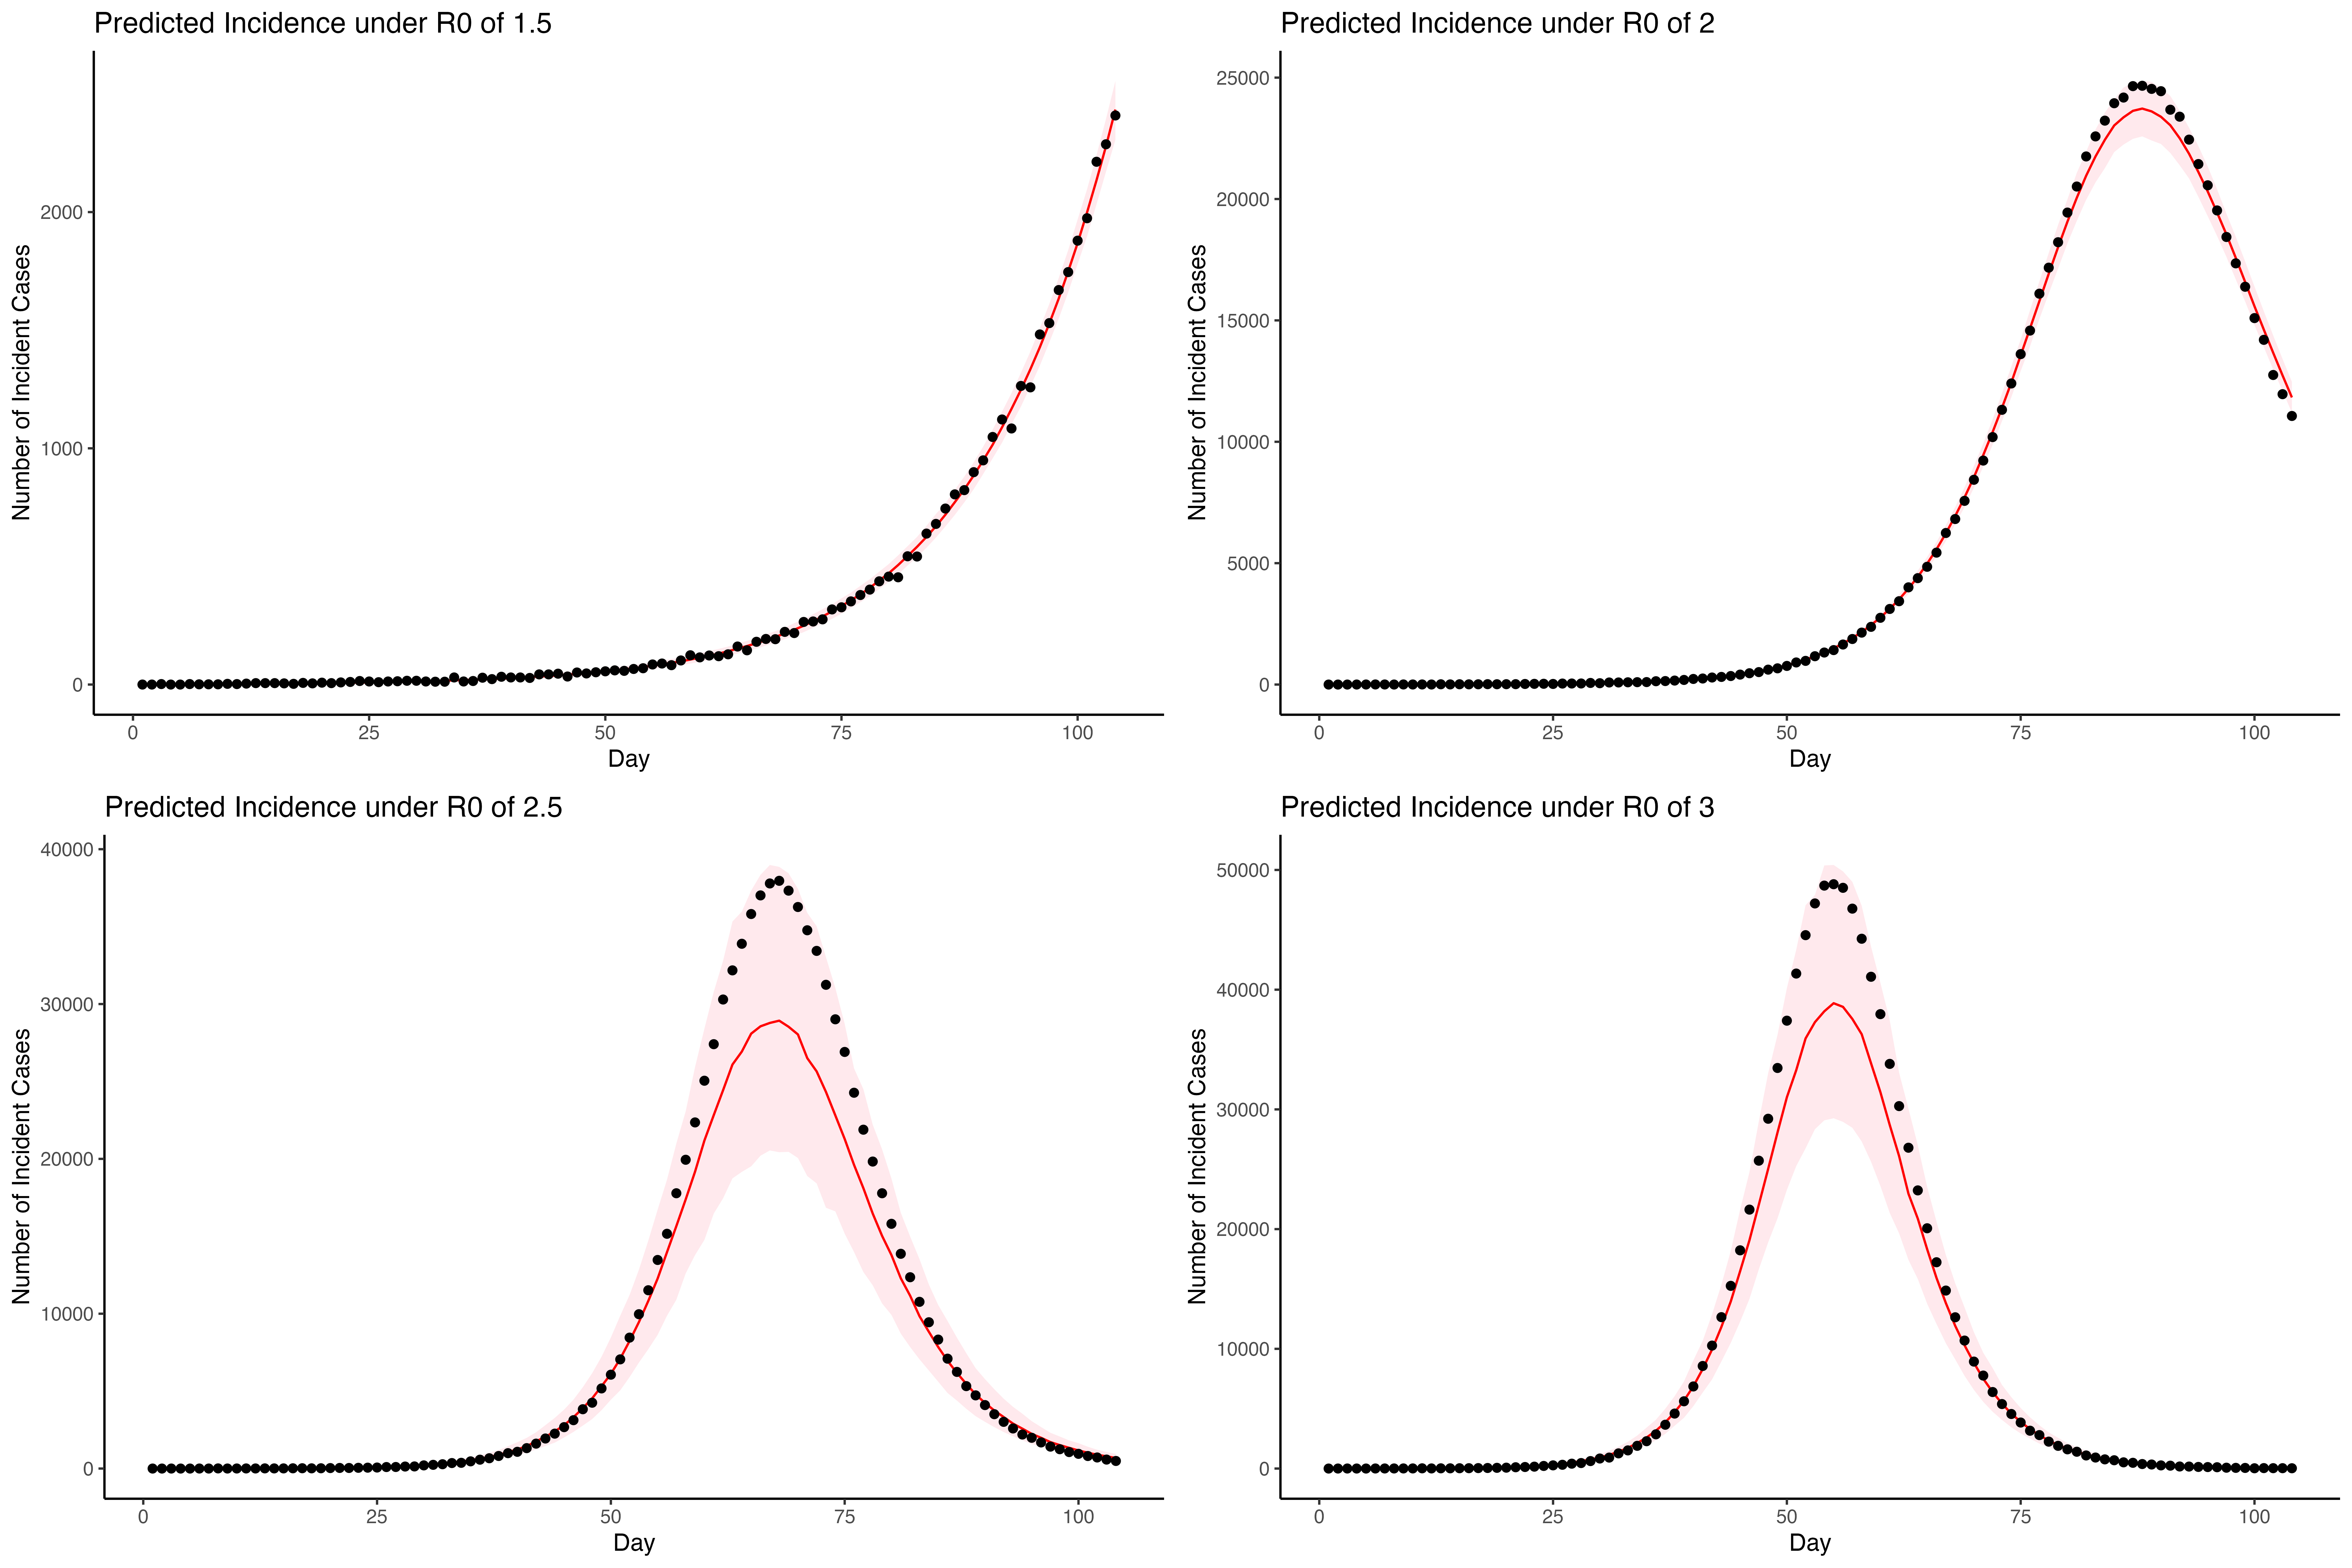 Predicted Incidence under R0 of 1.5
Number of Incident Cases
2000
1000
0
0 25 50 75 100
Day
Predicted Incidence under R0 of 2
Number of Incident Cases
25000
20000
15000
10000
5000
0
0 25 50 75 100
Day
Predicted Incidence under R0 of 2.5
Number of Incident Cases
40000
30000
20000
10000
0
0 25 50 75 100
Day
Predicted Incidence under R0 of 3
Number of Incident Cases
50000
40000
30000
20000
10000
0
0 25 50 75 100
Day